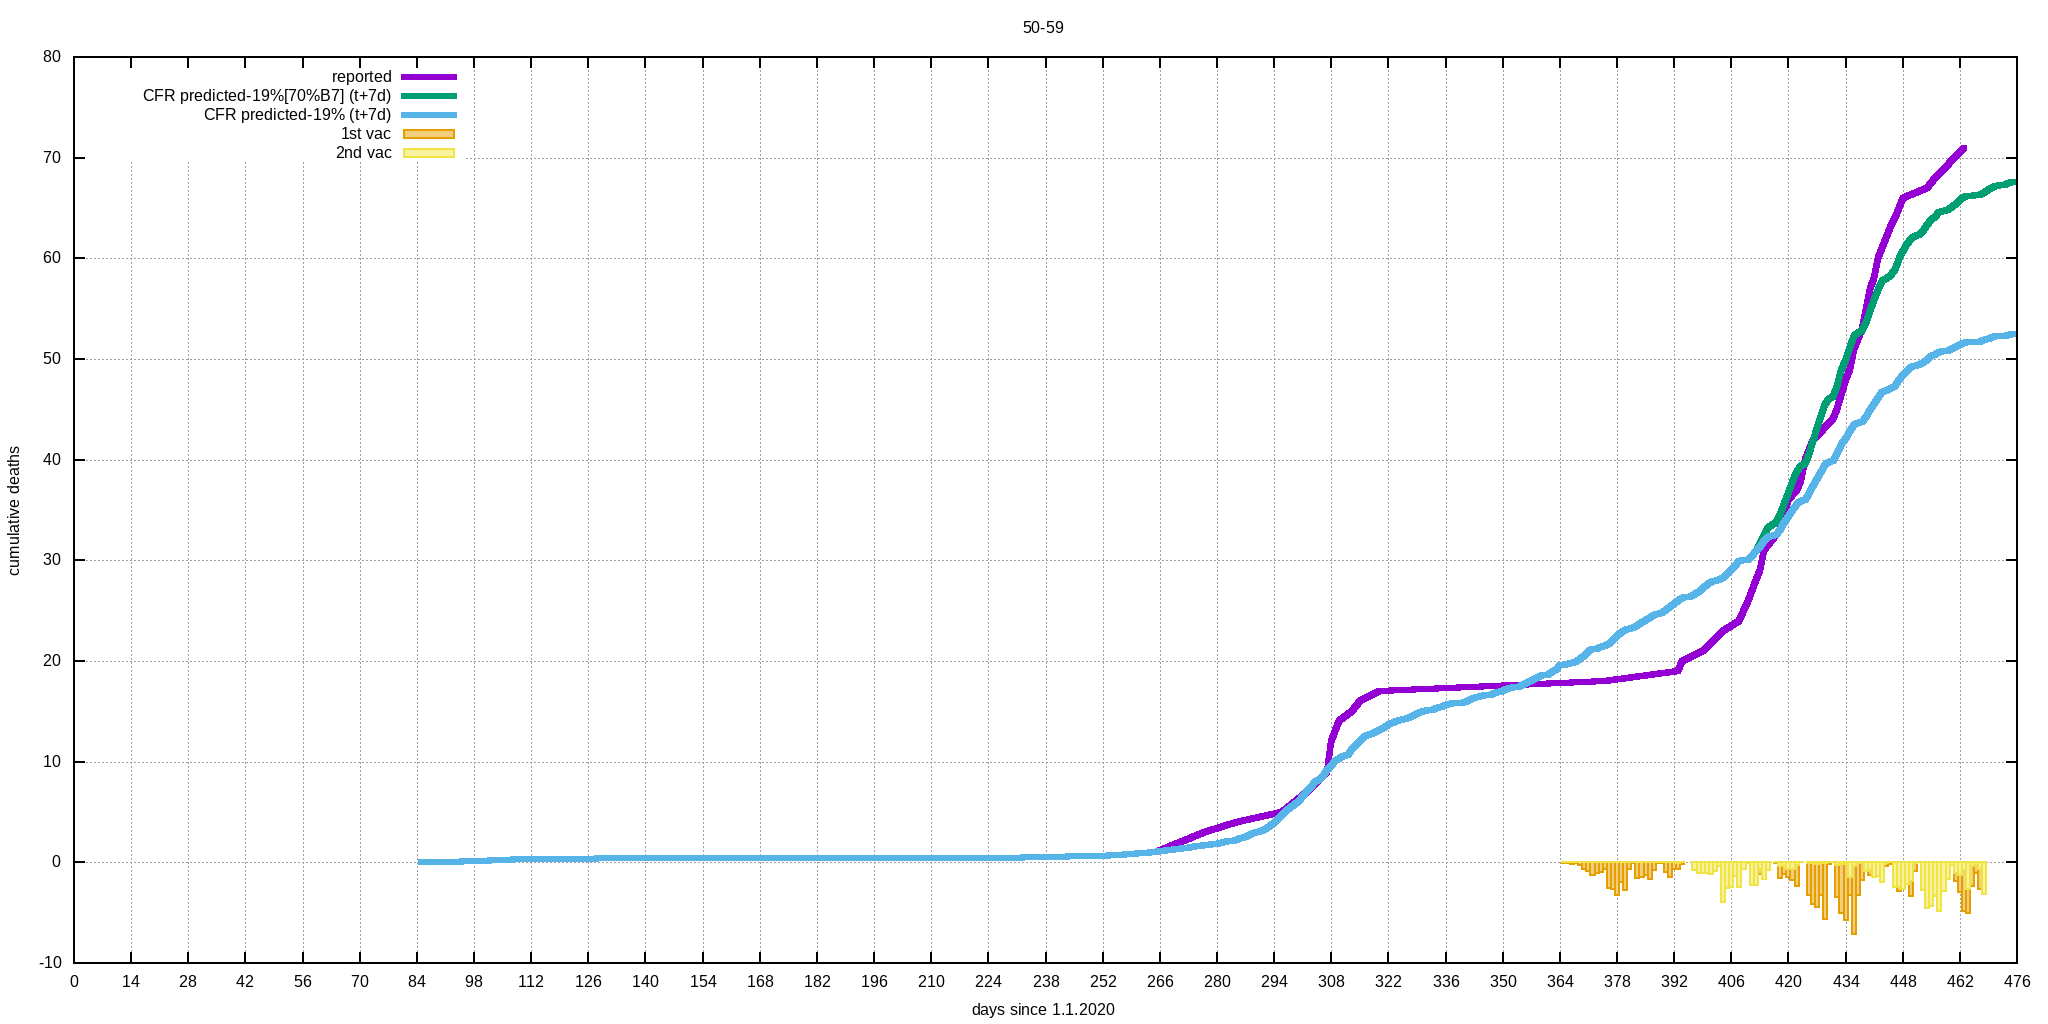 50-59
reported
CFR predicted-19%[70%B7] (t+7d)
CFR predicted-19% (t+7d)
1st vac
2nd vac
80
70
60
50
40
30
20
10
0
-10
cumulative deaths
0 14 28 42 56 70 84 98 112 126 140 154 168 182 196 210 224 238 252 266 280 294 308 322 336 350 364 378 392 406 420 434 448 462 476
days since 1.1.2020